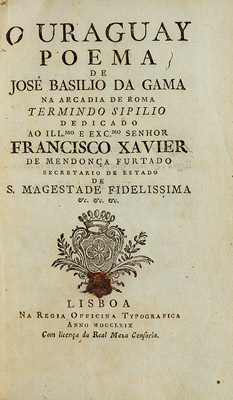 O URAGUAY
POEMA
DE
JOSÉ BASILIO DA GAMA
NA ARCADIA DE ROMA
TERMINDO SIPILIO
DEDICADO
AO ILL.MO E EXC.MO SENHOR
FRANCISCO XAVIER
DE MENDONÇA FURTADO
SECRETARIO DE ESTADO
DE
S. MAGESTADE FIDELISSIMA
&c. &c. &c.
LISBOA
NA REGIA OFFICINA TYPOGRAFICA
ANNO MDCCLXIX
Com licença da Real Meza Censoria.